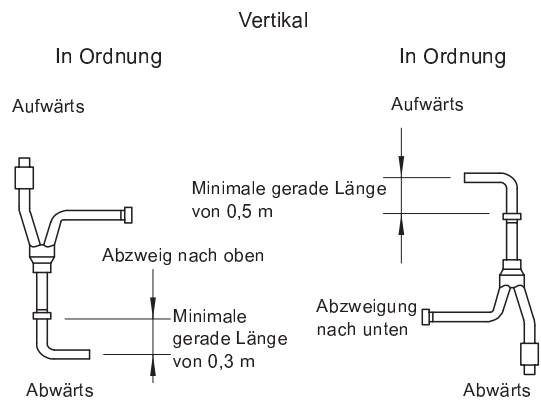 Vertikal
In Ordnung
In Ordnung
Aufwärts
Aufwärts
Minimale gerade Länge
von 0,5 m
Abzweig nach oben
Minimale
gerade Länge
von 0,3 m
Abzweigung
nach unten
Abwärts
Abwärts